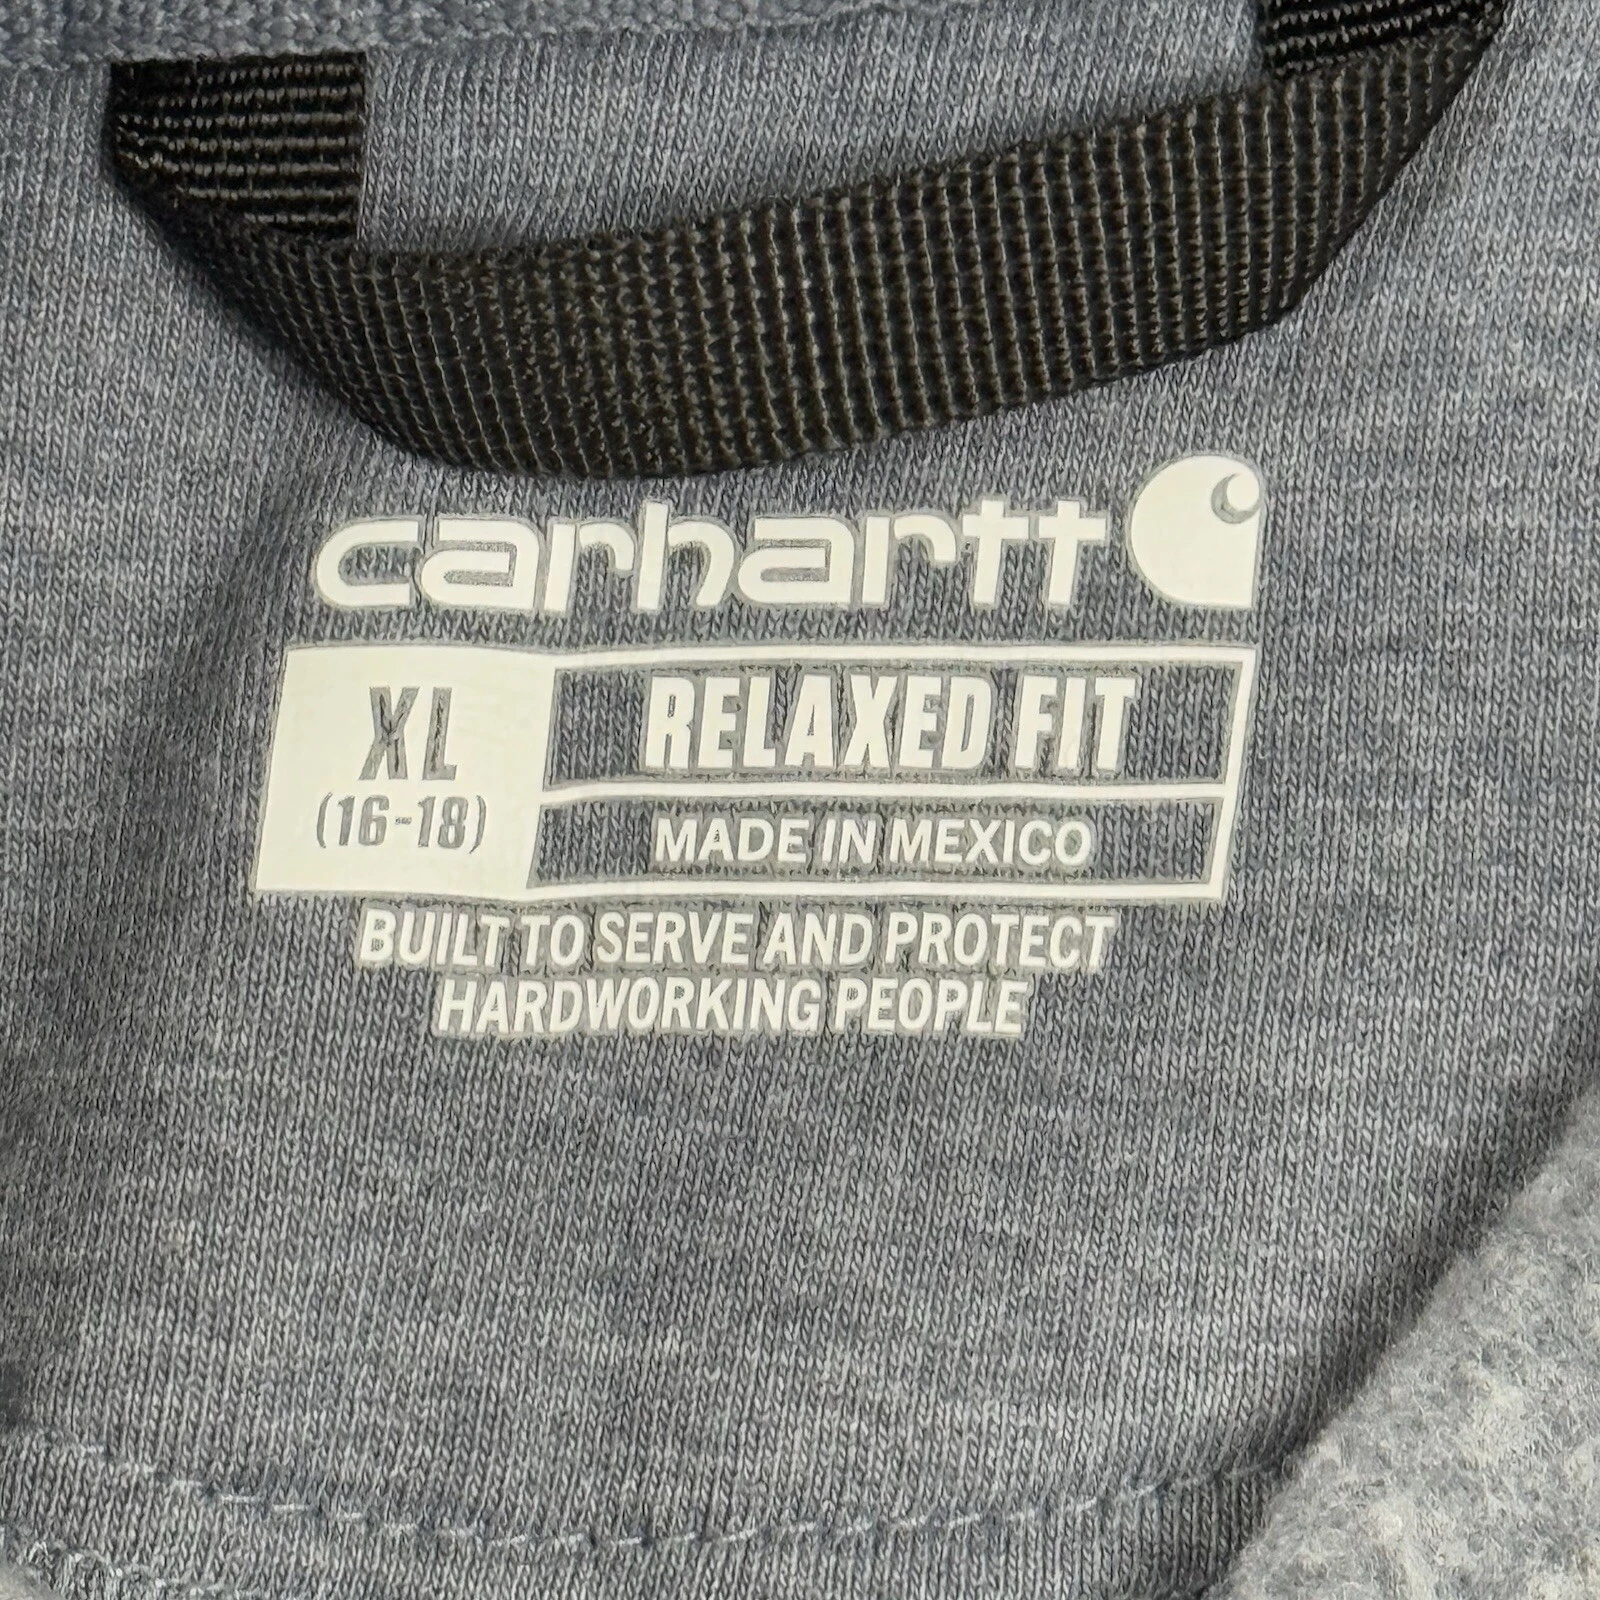 carhartt
XL
(16-18)
RELAXED FIT
MADE IN MEXICO
BUILT TO SERVE AND PROTECT
HARDWORKING PEOPLE